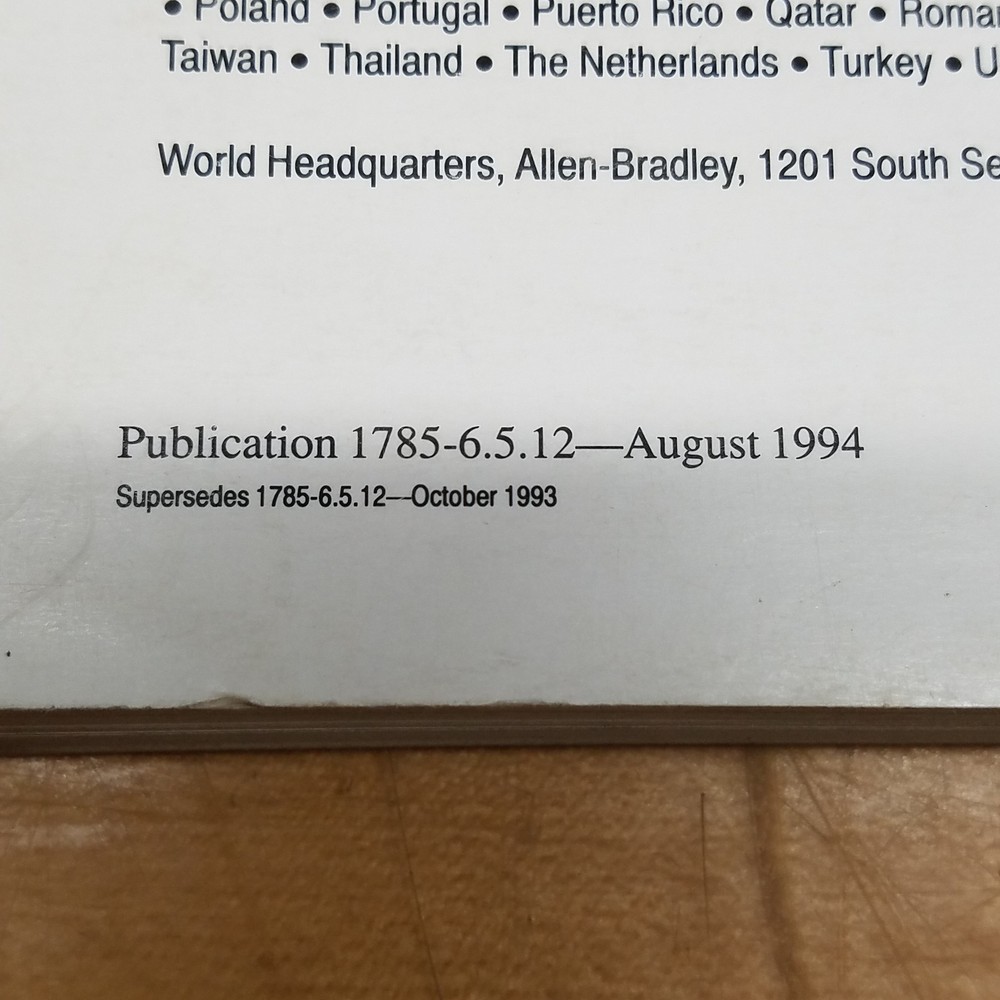 • Poland • Portugal • Puerto Rico • Qatar •
Taiwan • Thailand • The Netherlands • Turkey •
World Headquarters, Allen-Bradley, 1201 South
Publication 1785-6.5.12—August 1994
Supersedes 1785-6.5.12—October 1993